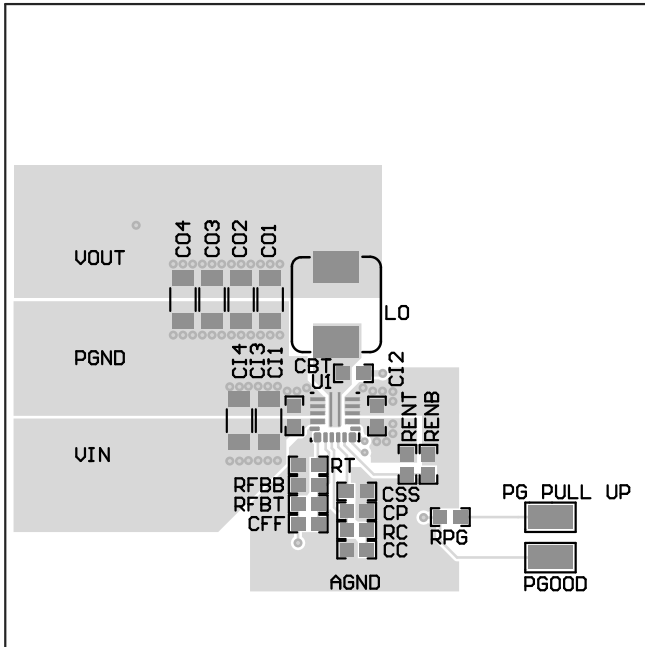 CO4 CO3 CO2 CO1
VOUT
LO
PGND
CI4 CI3 CI1
CBT CI2
U1
RENT RENB
VIN
RT
RFBB
CSS
PG PULL UP
RFBT
CP
CFF
RC
RPG
CC
AGND
PGOOD